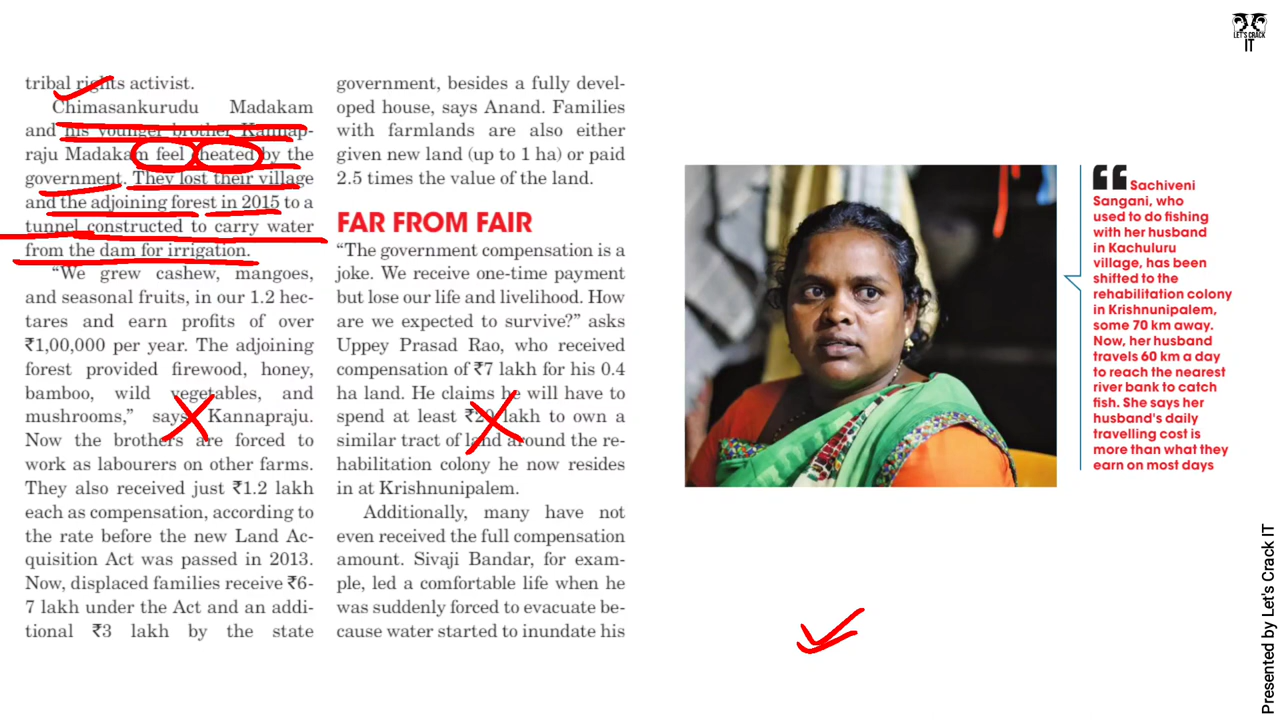 LET'S CRACK
IT
tribal rights activist.
Chimasankurudu Madakam
and his younger brother Kannap-
raju Madakam feel cheated by the
government. They lost their village
and the adjoining forest in 2015 to a
tunnel constructed to carry water
from the dam for irrigation.
“We grew cashew, mangoes,
and seasonal fruits, in our 1.2 hec-
tares and earn profits of over
₹1,00,000 per year. The adjoining
forest provided firewood, honey,
bamboo, wild vegetables, and
mushrooms,” says Kannapraju.
Now the brothers are forced to
work as labourers on other farms.
They also received just ₹1.2 lakh
each as compensation, according to
the rate before the new Land Ac-
quisition Act was passed in 2013.
Now, displaced families receive ₹6-
7 lakh under the Act and an addi-
tional ₹3 lakh by the state
government, besides a fully devel-
oped house, says Anand. Families
with farmlands are also either
given new land (up to 1 ha) or paid
2.5 times the value of the land.
FAR FROM FAIR
“The government compensation is a
joke. We receive one-time payment
but lose our life and livelihood. How
are we expected to survive?” asks
Uppey Prasad Rao, who received
compensation of ₹7 lakh for his 0.4
ha land. He claims he will have to
spend at least ₹20 lakh to own a
similar tract of land around the re-
habilitation colony he now resides
in at Krishnunipalem.
Additionally, many have not
even received the full compensation
amount. Sivaji Bandar, for exam-
ple, led a comfortable life when he
was suddenly forced to evacuate be-
cause water started to inundate his
“ Sachiveni
Sangani, who
used to do fishing
with her husband
in Kachuluru
village, has been
shifted to the
rehabilitation colony
in Krishnunipalem,
some 70 km away.
Now, her husband
travels 60 km a day
to reach the nearest
river bank to catch
fish. She says her
husband's daily
travelling cost is
more than what they
earn on most days
Presented by Let's Crack IT